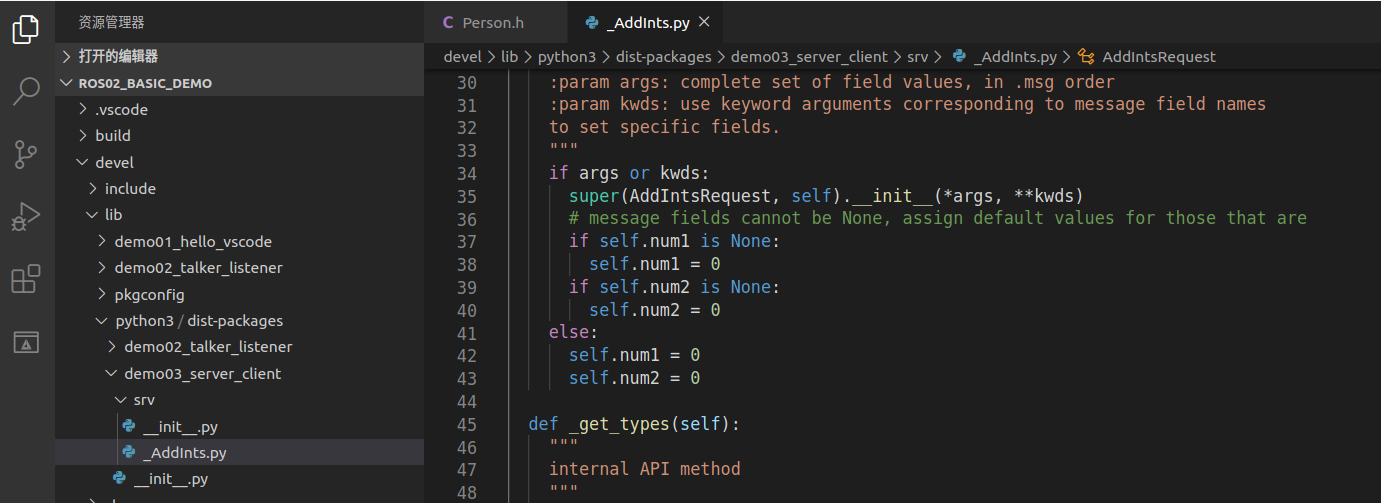 资源管理器
打开的编辑器
ROS02_BASIC_DEMO
.vscode
build
devel
include
lib
demo01_hello_vscode
demo02_talker_listener
pkgconfig
python3 / dist-packages
demo02_talker_listener
demo03_server_client
srv
__init__.py
_AddInts.py
__init__.py
C Person.h
_AddInts.py
devel > lib > python3 > dist-packages > demo03_server_client > srv > _AddInts.py > AddIntsRequest
30 :param args: complete set of field values, in .msg order
31 :param kwds: use keyword arguments corresponding to message field names
32 to set specific fields.
33 """
34 if args or kwds:
35 super(AddIntsRequest, self).__init__(*args, **kwds)
36 # message fields cannot be None, assign default values for those that are
37 if self.num1 is None:
38 self.num1 = 0
39 if self.num2 is None:
40 self.num2 = 0
41 else:
42 self.num1 = 0
43 self.num2 = 0
44
45 def _get_types(self):
46 """
47 internal API method
48 """